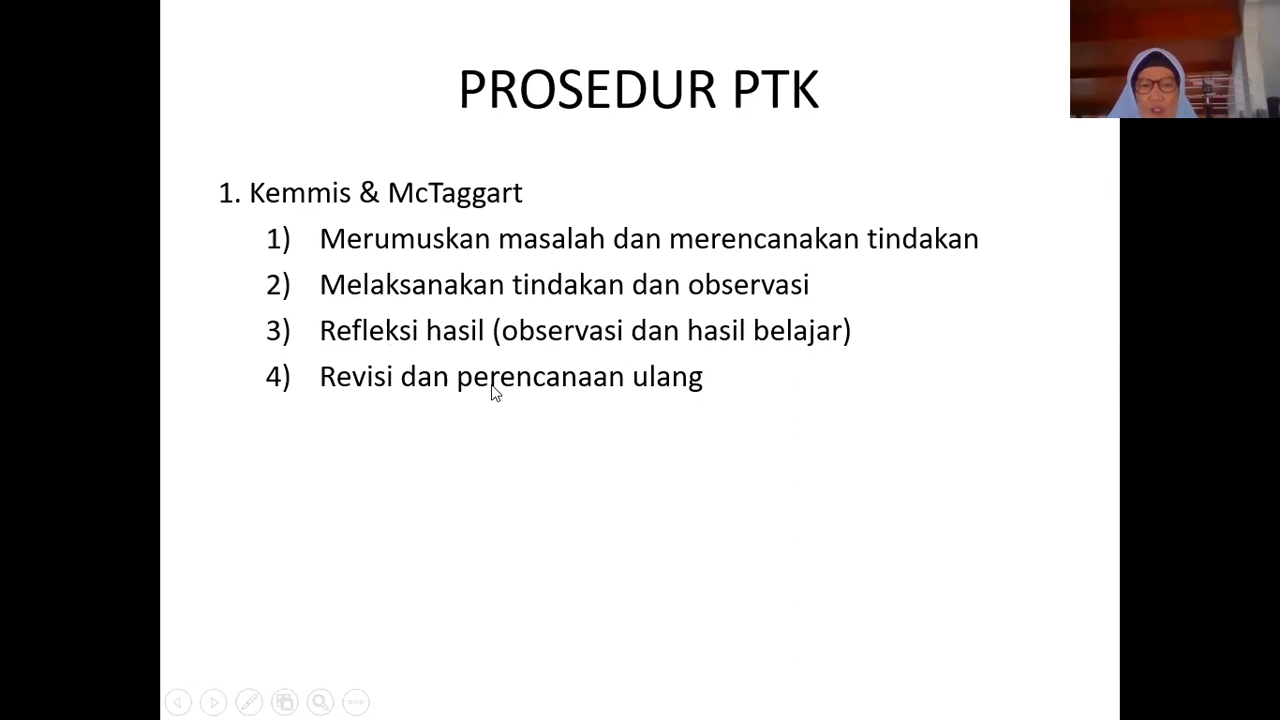 PROSEDUR PTK
1. Kemmis & McTaggart
1) Merumuskan masalah dan merencanakan tindakan
2) Melaksanakan tindakan dan observasi
3) Refleksi hasil (observasi dan hasil belajar)
4) Revisi dan perencanaan ulang